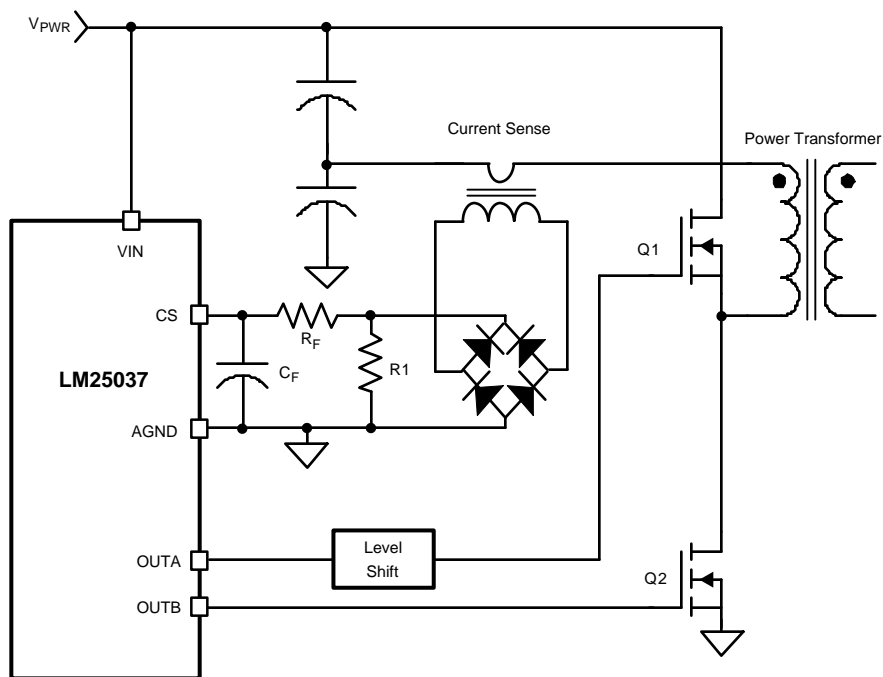 VPWR
Current Sense
Power Transformer
VIN
Q1
CS
RF
R1
CF
LM25037
AGND
OUTA
Level
Shift
Q2
OUTB